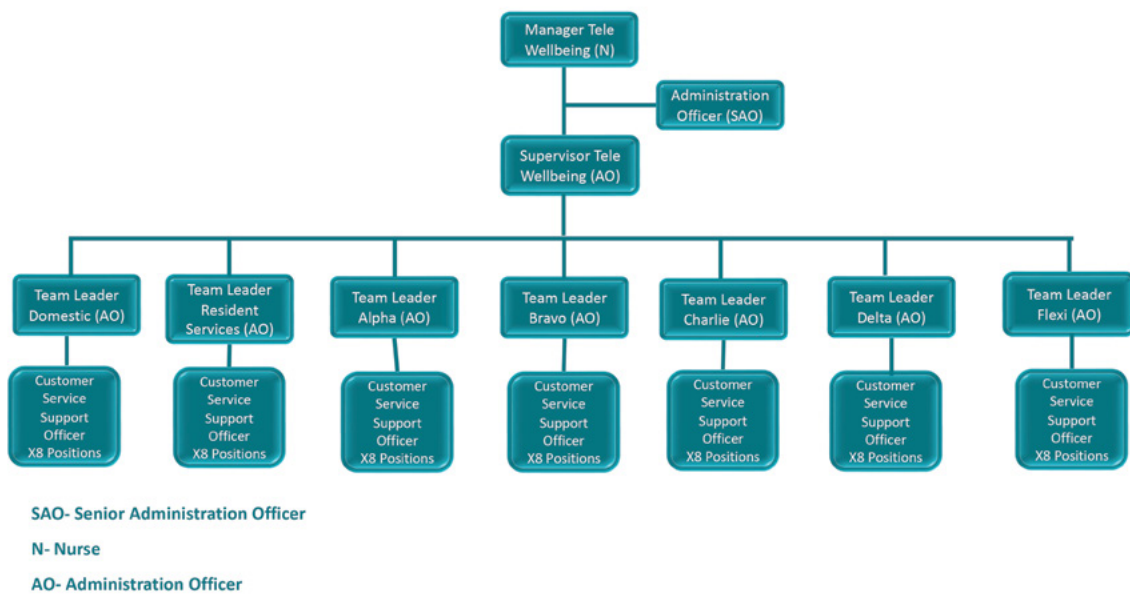 Manager Tele
Wellbeing (N)
Administration
Officer (SAO)
Supervisor Tele
Wellbeing (AO)
Team Leader
Domestic (AO)
Team Leader
Resident
Services (AO)
Team Leader
Alpha (AO)
Team Leader
Bravo (AO)
Team Leader
Charlie (AO)
Team Leader
Delta (AO)
Team Leader
Flexi (AO)
Customer
Service
Support
Officer
X8 Positions
Customer
Service
Support
Officer
X8 Positions
Customer
Service
Support
Officer
X8 Positions
Customer
Service
Support
Officer
X8 Positions
Customer
Service
Support
Officer
X8 Positions
Customer
Service
Support
Officer
X8 Positions
Customer
Service
Support
Officer
X8 Positions
SAO- Senior Administration Officer
N- Nurse
AO- Administration Officer